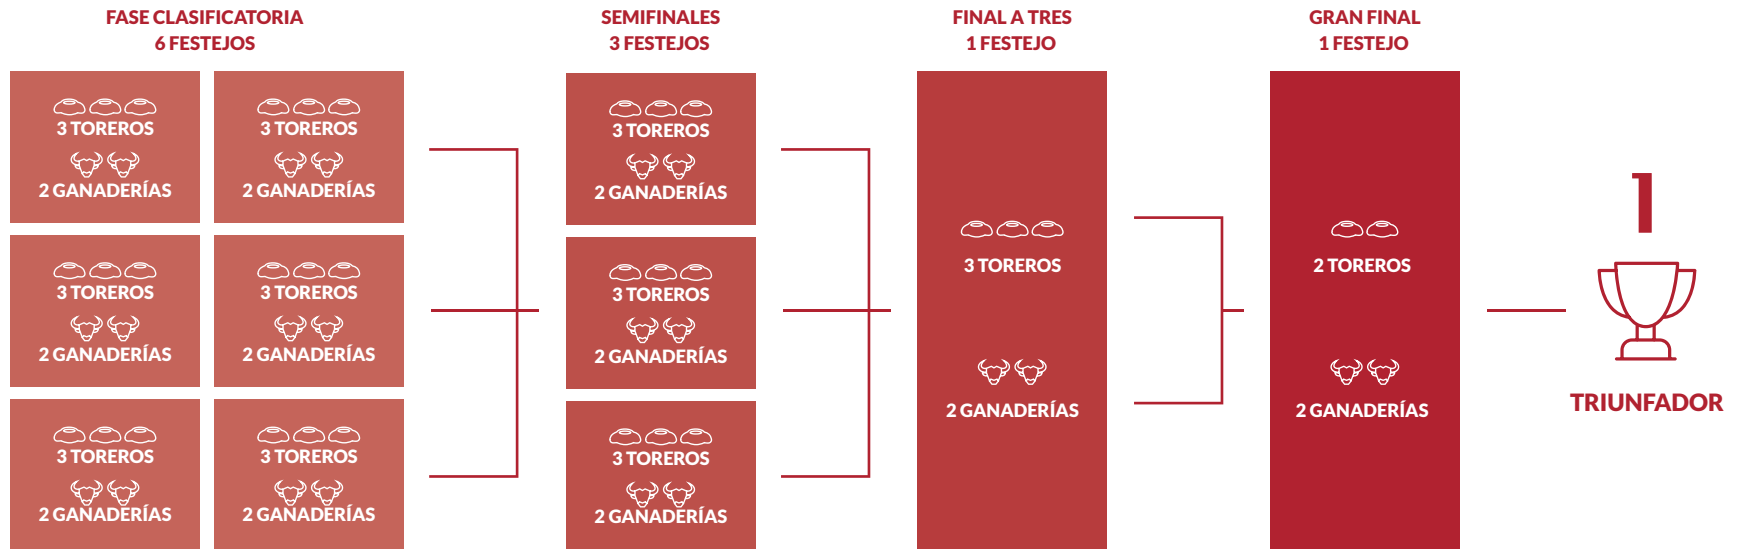 FASE CLASIFICATORIA
6 FESTEJOS
3 TOREROS
2 GANADERÍAS
3 TOREROS
2 GANADERÍAS
3 TOREROS
2 GANADERÍAS
3 TOREROS
2 GANADERÍAS
3 TOREROS
2 GANADERÍAS
3 TOREROS
2 GANADERÍAS
SEMIFINALES
3 FESTEJOS
3 TOREROS
2 GANADERÍAS
3 TOREROS
2 GANADERÍAS
3 TOREROS
2 GANADERÍAS
FINAL A TRES
1 FESTEJO
3 TOREROS
2 GANADERÍAS
GRAN FINAL
1 FESTEJO
2 TOREROS
2 GANADERÍAS
1
TRIUNFADOR